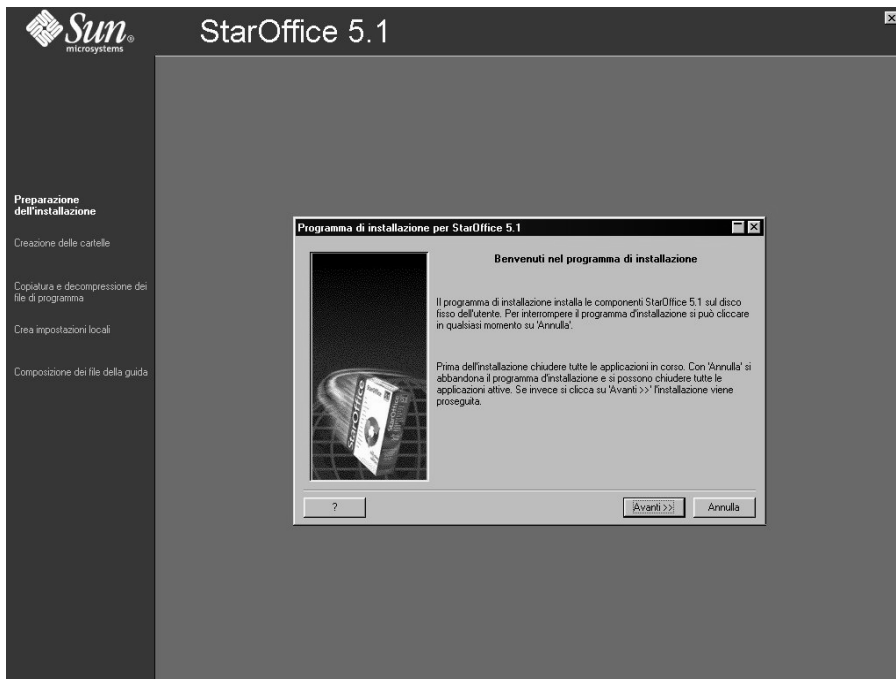 Sun®
microsystems
StarOffice 5.1
Preparazione
dell'installazione
Creazione delle cartelle
Copiatura e decompressione dei
file di programma
Crea impostazioni locali
Composizione dei file della guida
Programma di installazione per StarOffice 5.1
Benvenuti nel programma di installazione
Il programma di installazione installa le componenti StarOffice 5.1 sul disco
fisso dell'utente. Per interrompere il programma d'installazione si può cliccare
in qualsiasi momento su 'Annulla'.
Prima dell'installazione chiudere tutte le applicazioni in corso. Con 'Annulla' si
abbandona il programma d'installazione e si possono chiudere tutte le
applicazioni attive. Se invece si clicca su 'Avanti >>' l'installazione viene
proseguita.
StarOffice
StarOffice
?
Avanti >>
Annulla